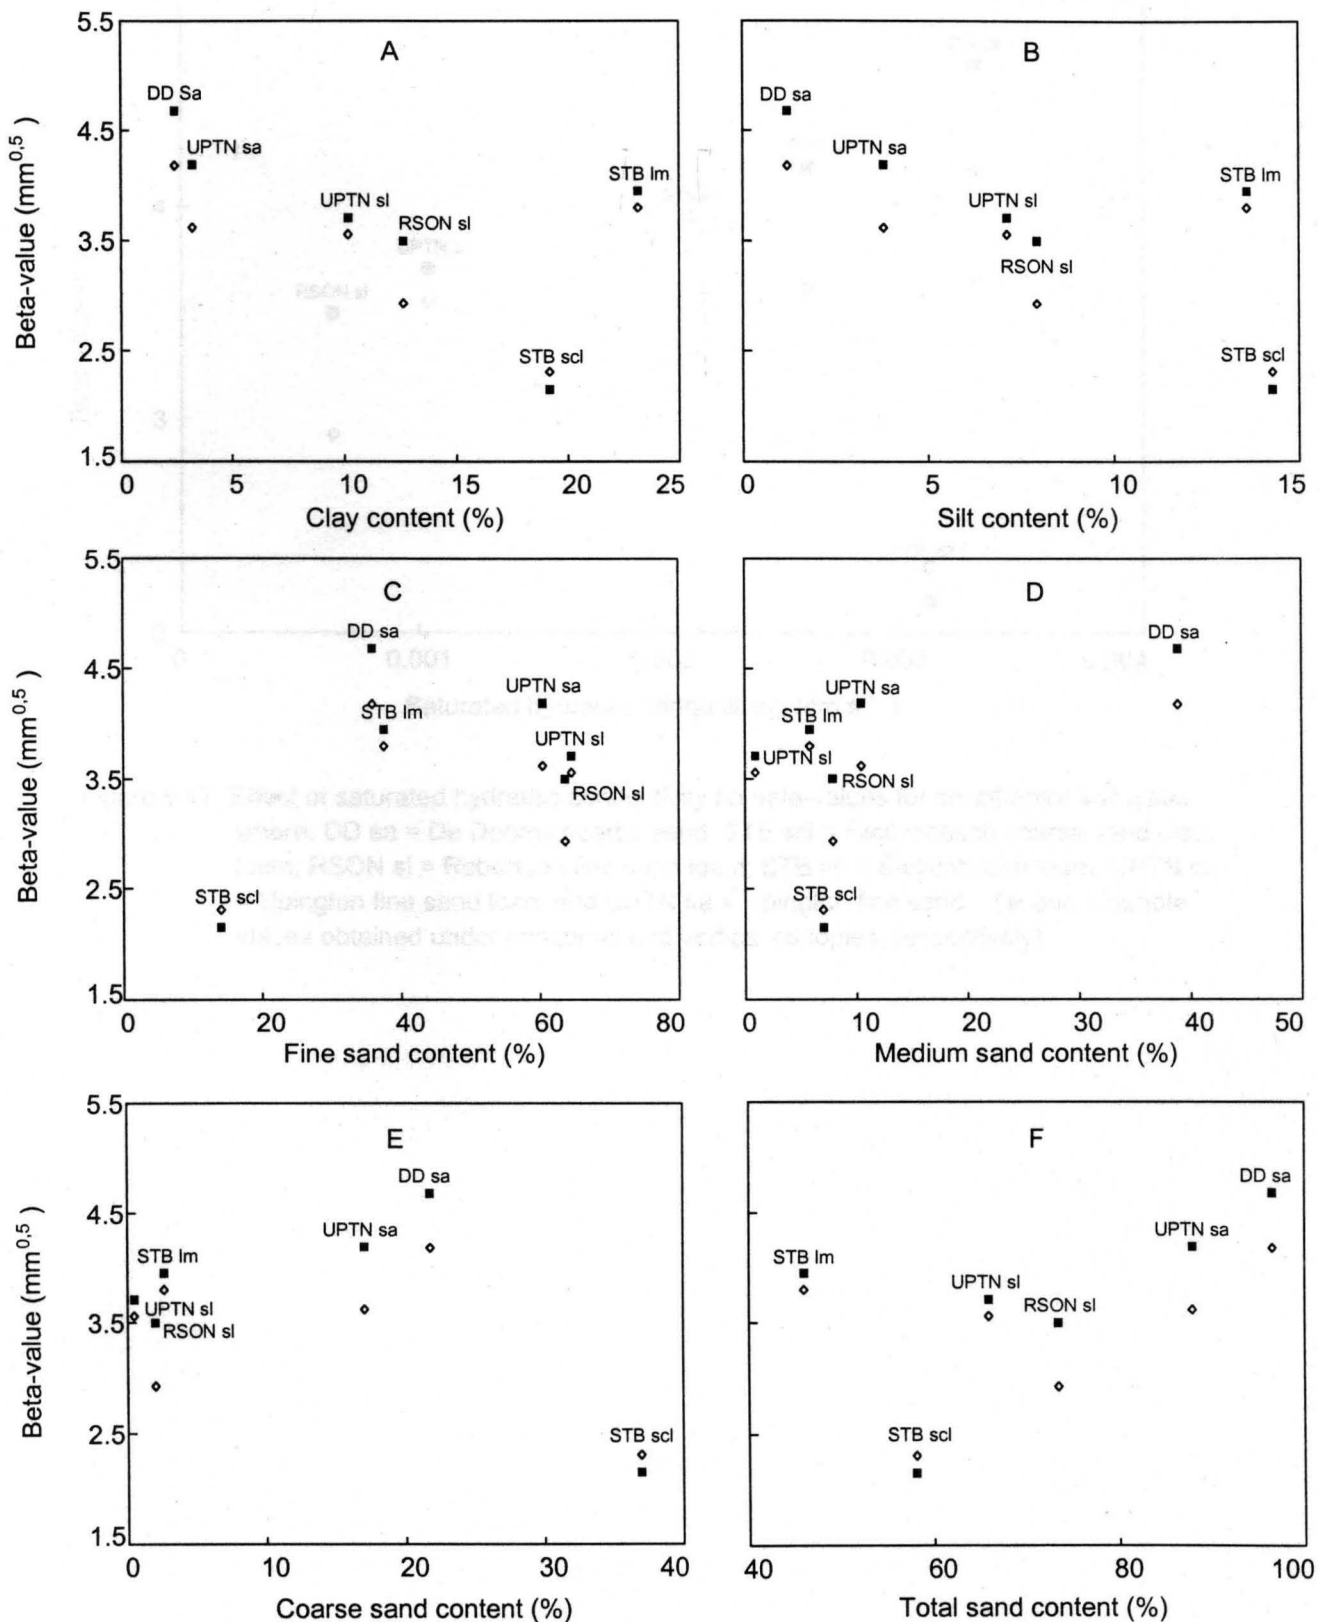 A
5.5
4.5
3.5
2.5
1.5
Beta-value (mm0,5 )
DD Sa
UPTN sa
UPTN sl
RSON sl
STB lm
STB scl
0 5 10 15 20 25
Clay content (%)
B
DD sa
UPTN sa
UPTN sl
RSON sl
STB lm
STB scl
0 5 10 15
Silt content (%)
C
5.5
4.5
3.5
2.5
1.5
Beta-value (mm0,5 )
DD sa
STB lm
UPTN sa
UPTN sl
RSON sl
STB scl
0 20 40 60 80
Fine sand content (%)
D
DD sa
UPTN sa
STB lm
UPTN sl
RSON sl
STB scl
0 10 20 30 40 50
Medium sand content (%)
E
5.5
4.5
3.5
2.5
1.5
Beta-value (mm0,5 )
DD sa
UPTN sa
STB lm
UPTN sl
RSON sl
STB scl
0 10 20 30 40
Coarse sand content (%)
F
DD sa
UPTN sa
STB lm
UPTN sl
RSON sl
STB scl
40 60 80 100
Total sand content (%)